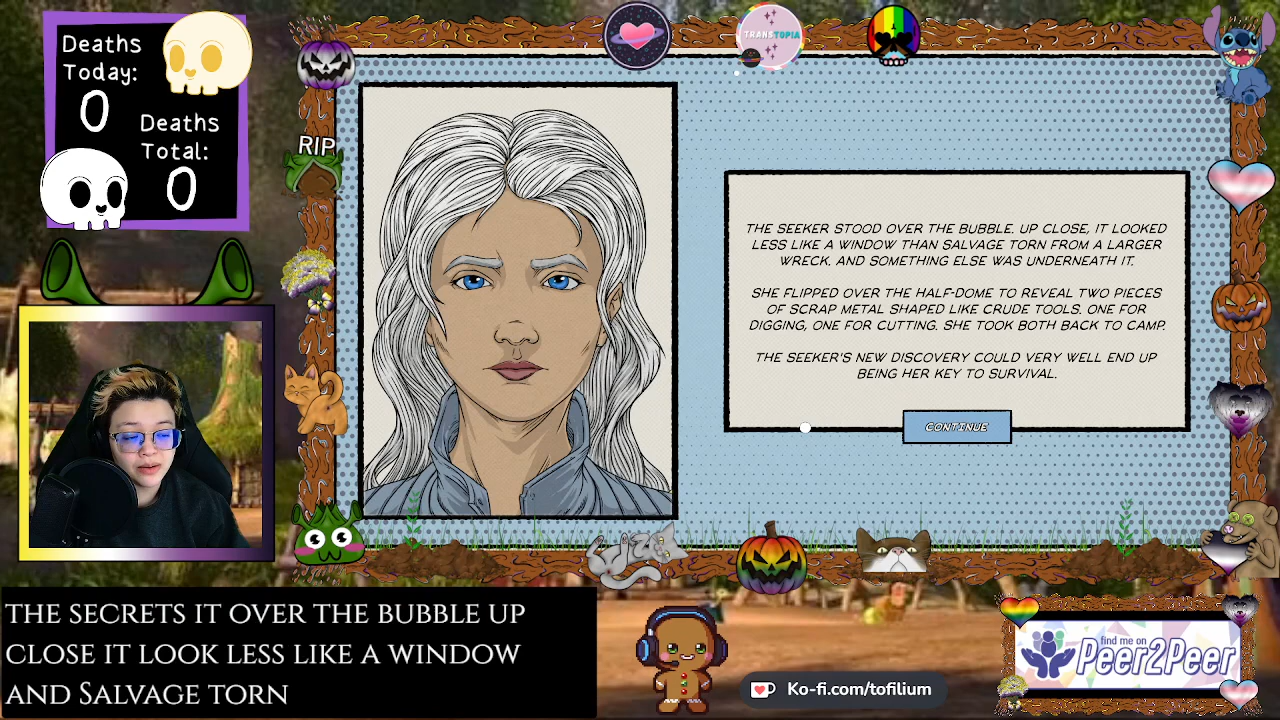 Deaths
Today:
0
Deaths
Total:
0
RIP
TRANSTOPIA
THE SEEKER STOOD OVER THE BUBBLE. UP CLOSE, IT LOOKED
LESS LIKE A WINDOW THAN SALVAGE TORN FROM A LARGER
WRECK. AND SOMETHING ELSE WAS UNDERNEATH IT.
SHE FLIPPED OVER THE HALF-DOME TO REVEAL TWO PIECES
OF SCRAP METAL SHAPED LIKE CRUDE TOOLS. ONE FOR
DIGGING, ONE FOR CUTTING. SHE TOOK BOTH BACK TO CAMP.
THE SEEKER'S NEW DISCOVERY COULD VERY WELL END UP
BEING HER KEY TO SURVIVAL.
CONTINUE
THE SECRETS IT OVER THE BUBBLE UP
CLOSE IT LOOK LESS LIKE A WINDOW
AND SALVAGE TORN
Ko-fi.com/tofilium
find me on
Peer2Peer